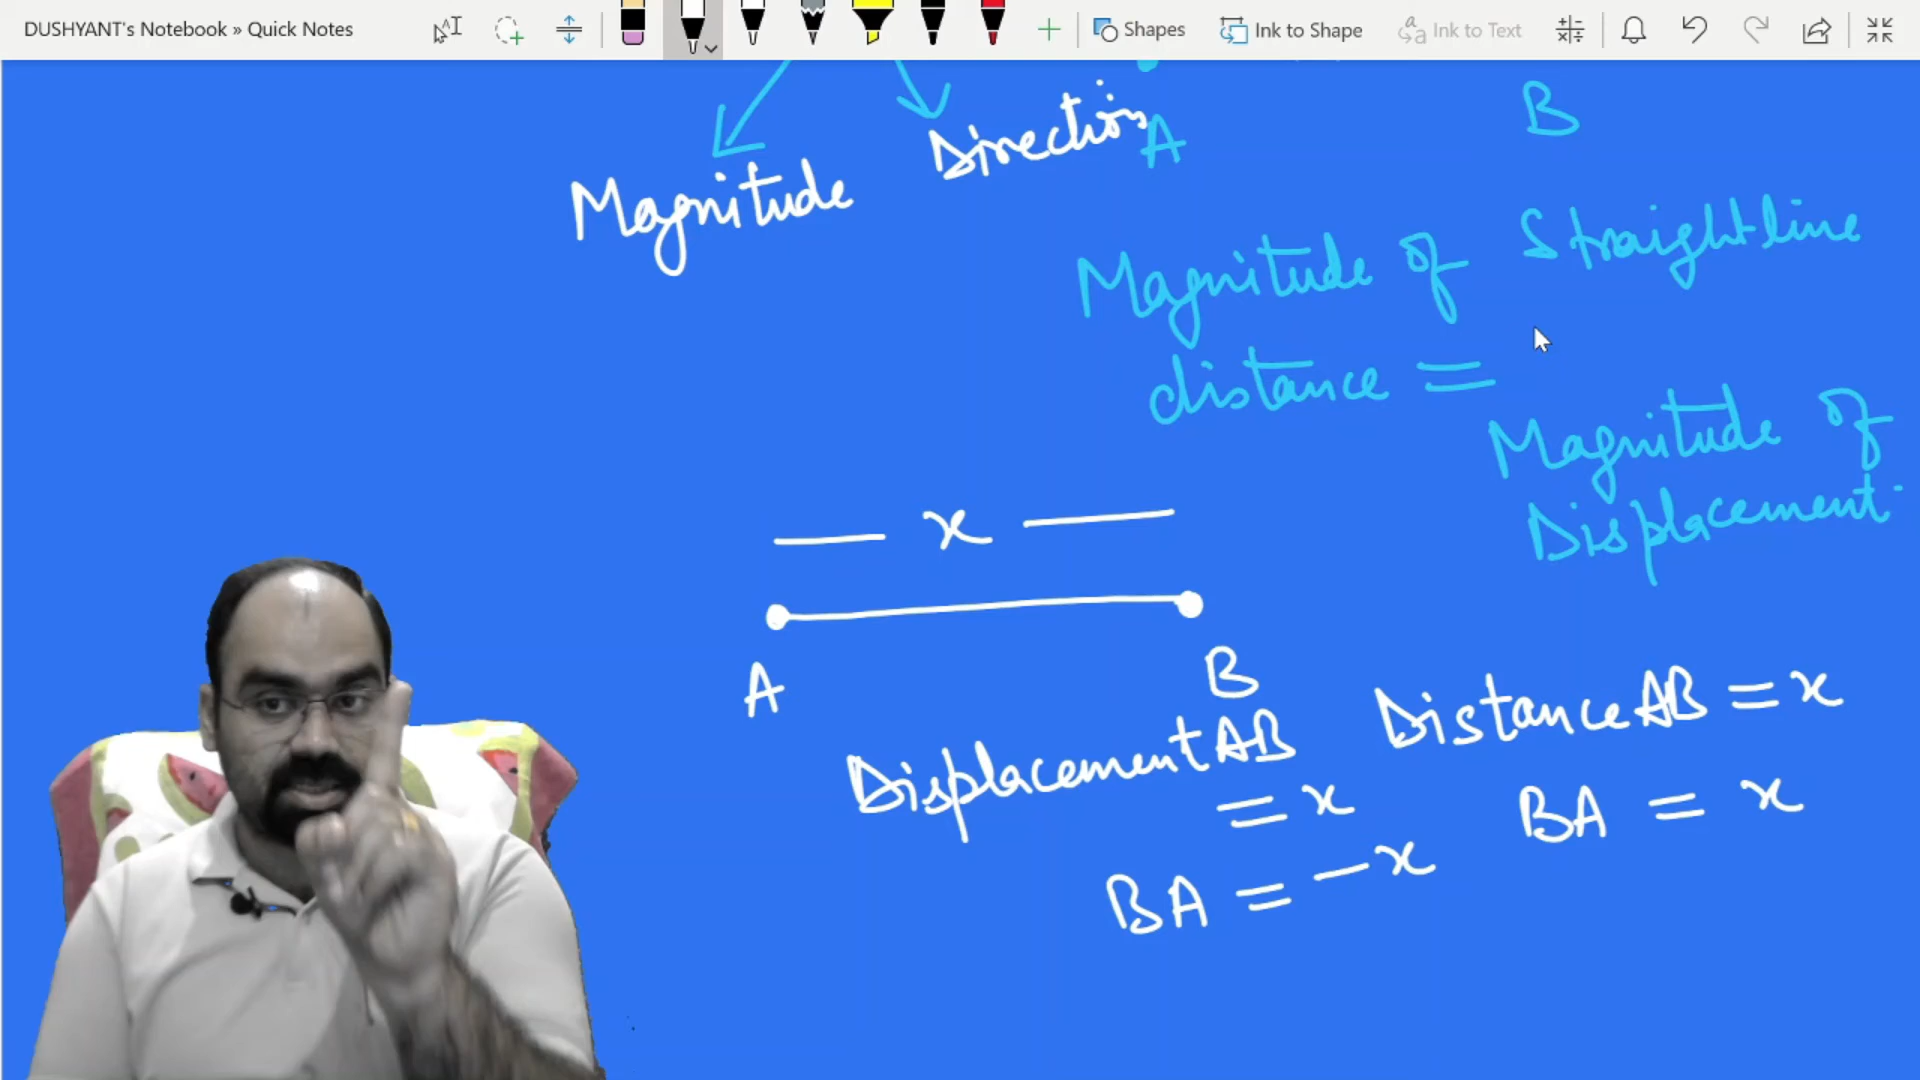 DUSHYANT's Notebook » Quick Notes
Shapes
Ink to Shape
Ink to Text
B
A
Direction
Magnitude
Magnitude of Straightline
distance =
Magnitude of
Displacement
x
A
B
Displacement AB
= x
BA = -x
Distance AB = x
BA = x